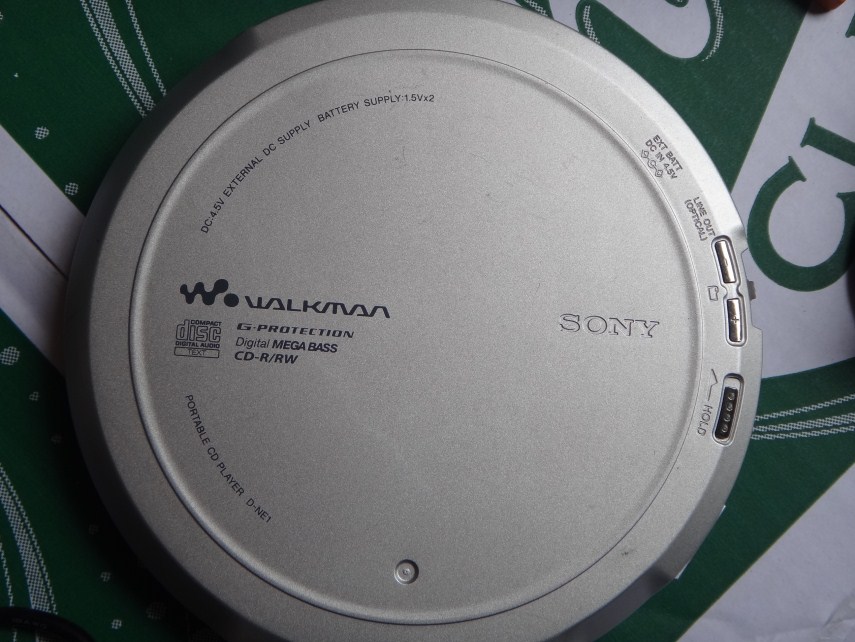 DC:4.5V EXTERNAL DC SUPPLY BATTERY SUPPLY:1.5Vx2
EXT BATT
DC IN 4.5V
LINE OUT
(OPTICAL)
WALKMAN
COMPACT
disc
DIGITAL AUDIO
TEXT
G-PROTECTION
Digital MEGA BASS
CD-R/RW
SONY
HOLD
PORTABLE CD PLAYER D-NE1